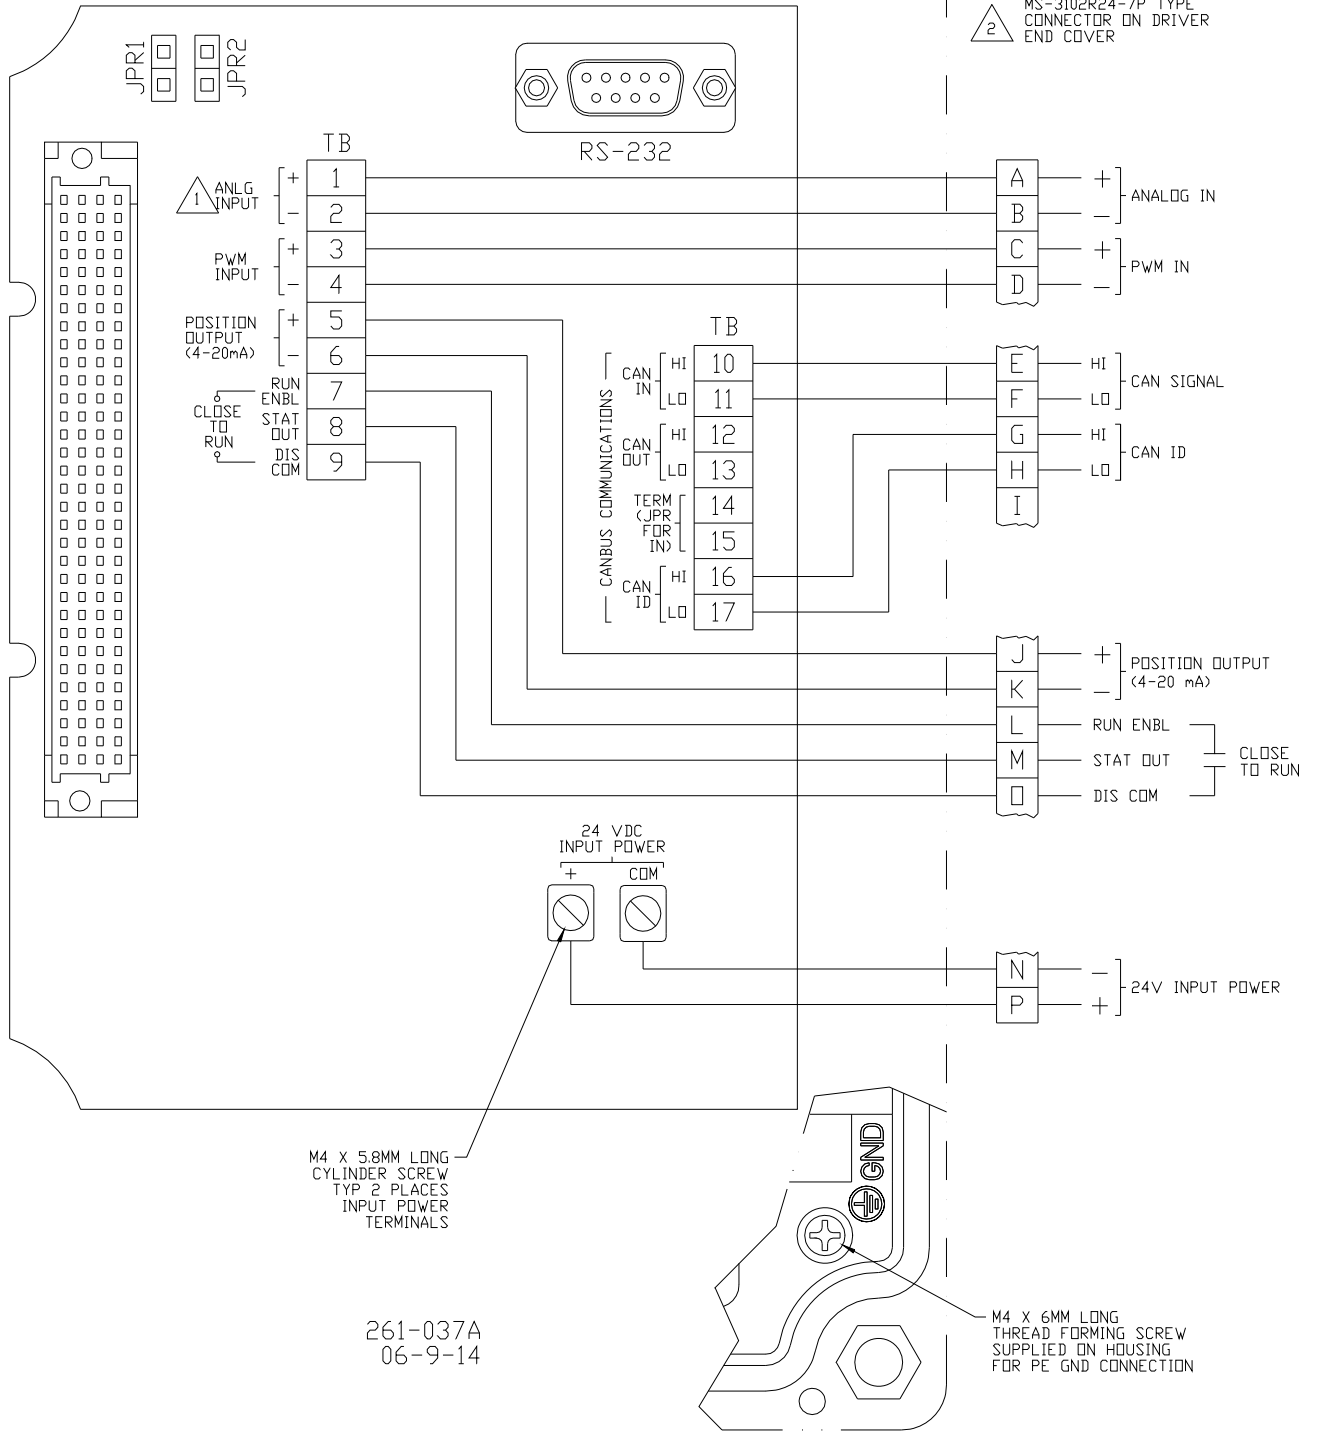 MS-3102R24-7P TYPE
CONNECTOR ON DRIVER
END COVER
2
JPR1
JPR2
RS-232
TB
1
ANLG
INPUT
+
-
PWM
INPUT
+
-
POSITION
OUTPUT
(4-20mA)
+
-
RUN
ENBL
STAT
OUT
DIS
COM
CLOSE
TO
RUN
1
2
3
4
5
6
7
8
9
TB
CANBUS COMMUNICATIONS
CAN
IN
HI
LO
CAN
OUT
HI
LO
TERM
(JPR
FOR
IN)
CAN
ID
HI
LO
10
11
12
13
14
15
16
17
A
B
C
D
+
-
ANALOG IN
+
-
PWM IN
E
F
G
H
I
HI
LO
CAN SIGNAL
HI
LO
CAN ID
J
K
L
M
O
+
-
POSITION OUTPUT
(4-20 mA)
RUN ENBL
STAT OUT
DIS COM
CLOSE
TO RUN
24 VDC
INPUT POWER
+
COM
N
P
-
+
24V INPUT POWER
M4 X 5.8MM LONG
CYLINDER SCREW
TYP 2 PLACES
INPUT POWER
TERMINALS
GND
M4 X 6MM LONG
THREAD FORMING SCREW
SUPPLIED ON HOUSING
FOR PE GND CONNECTION
261-037A
06-9-14